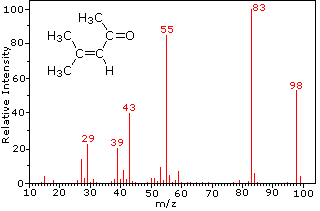 100
80
60
40
20
0
Relative Intensity
H₃C
H₃C
C=O
C=C
H₃C
H
29
39
43
55
83
98
10 20 30 40 50 60 70 80 90 100
m/z